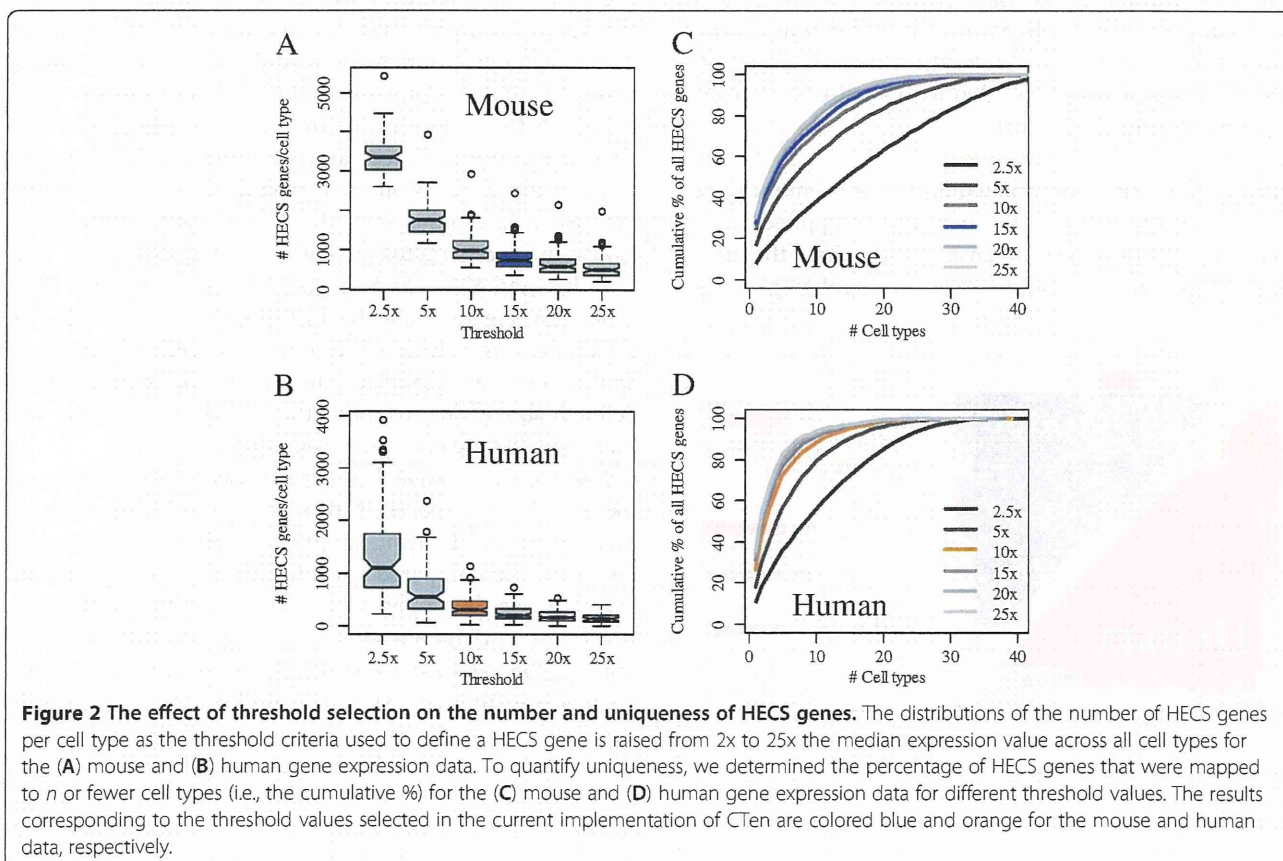 A
Mouse
# HECS genes/cell type
0
1000
3000
5000
2.5x
5x
10x
15x
20x
25x
Threshold
C
Cumulative % of all HECS genes
0
20
40
60
80
100
2.5x
5x
10x
15x
20x
25x
Mouse
0
10
20
30
40
# Cell types
B
Human
# HECS genes/cell type
0
1000
2000
3000
4000
2.5x
5x
10x
15x
20x
25x
Threshold
D
Cumulative % of all HECS genes
0
20
40
60
80
100
2.5x
5x
10x
15x
20x
25x
Human
0
10
20
30
40
# Cell types
Figure 2 The effect of threshold selection on the number and uniqueness of HECS genes. The distributions of the number of HECS genes
per cell type as the threshold criteria used to define a HECS gene is raised from 2x to 25x the median expression value across all cell types for
the (A) mouse and (B) human gene expression data. To quantify uniqueness, we determined the percentage of HECS genes that were mapped
to n or fewer cell types (i.e., the cumulative %) for the (C) mouse and (D) human gene expression data for different threshold values. The results
corresponding to the threshold values selected in the current implementation of CTen are colored blue and orange for the mouse and human
data, respectively.